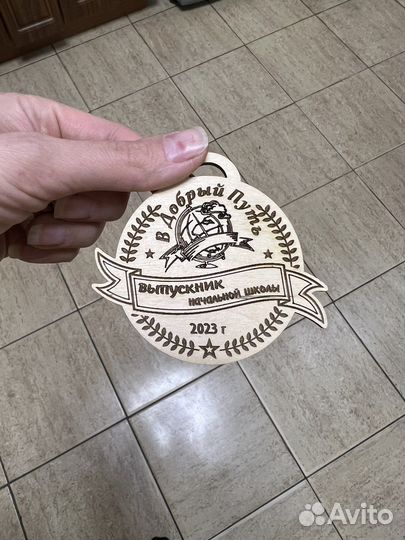 В Добрый Путь
ВЫПУСКНИК
НАЧАЛЬНОЙ ШКОЛЫ
2023 г
Avito